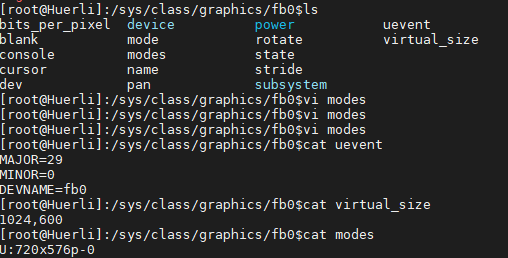 [root@Huerli]:/sys/class/graphics/fb0$ls
bits_per_pixel device power uevent
blank mode rotate virtual_size
console modes state
cursor name stride
dev pan subsystem
[root@Huerli]:/sys/class/graphics/fb0$vi modes
[root@Huerli]:/sys/class/graphics/fb0$vi modes
[root@Huerli]:/sys/class/graphics/fb0$vi modes
[root@Huerli]:/sys/class/graphics/fb0$cat uevent
MAJOR=29
MINOR=0
DEVNAME=fb0
[root@Huerli]:/sys/class/graphics/fb0$cat virtual_size
1024,600
[root@Huerli]:/sys/class/graphics/fb0$cat modes
U:720x576p-0